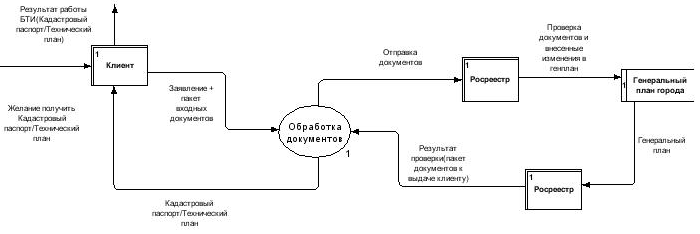 Результат работы
БТИ(Кадастровый
паспорт/Технический
план)
1
Клиент
Желание получить
Кадастровый
паспорт/Технический
план
Заявление +
пакет
входных
документов
Обработка
документов
1
Кадастровый
паспорт/Технический
план
Отправка
документов
1
Росреестр
Проверка
документов и
внесенные
изменения в
генплан
1
Генеральный
план города
Генеральный
план
1
Росреестр
Результат
проверки(пакет
документов к
выдаче клиенту)